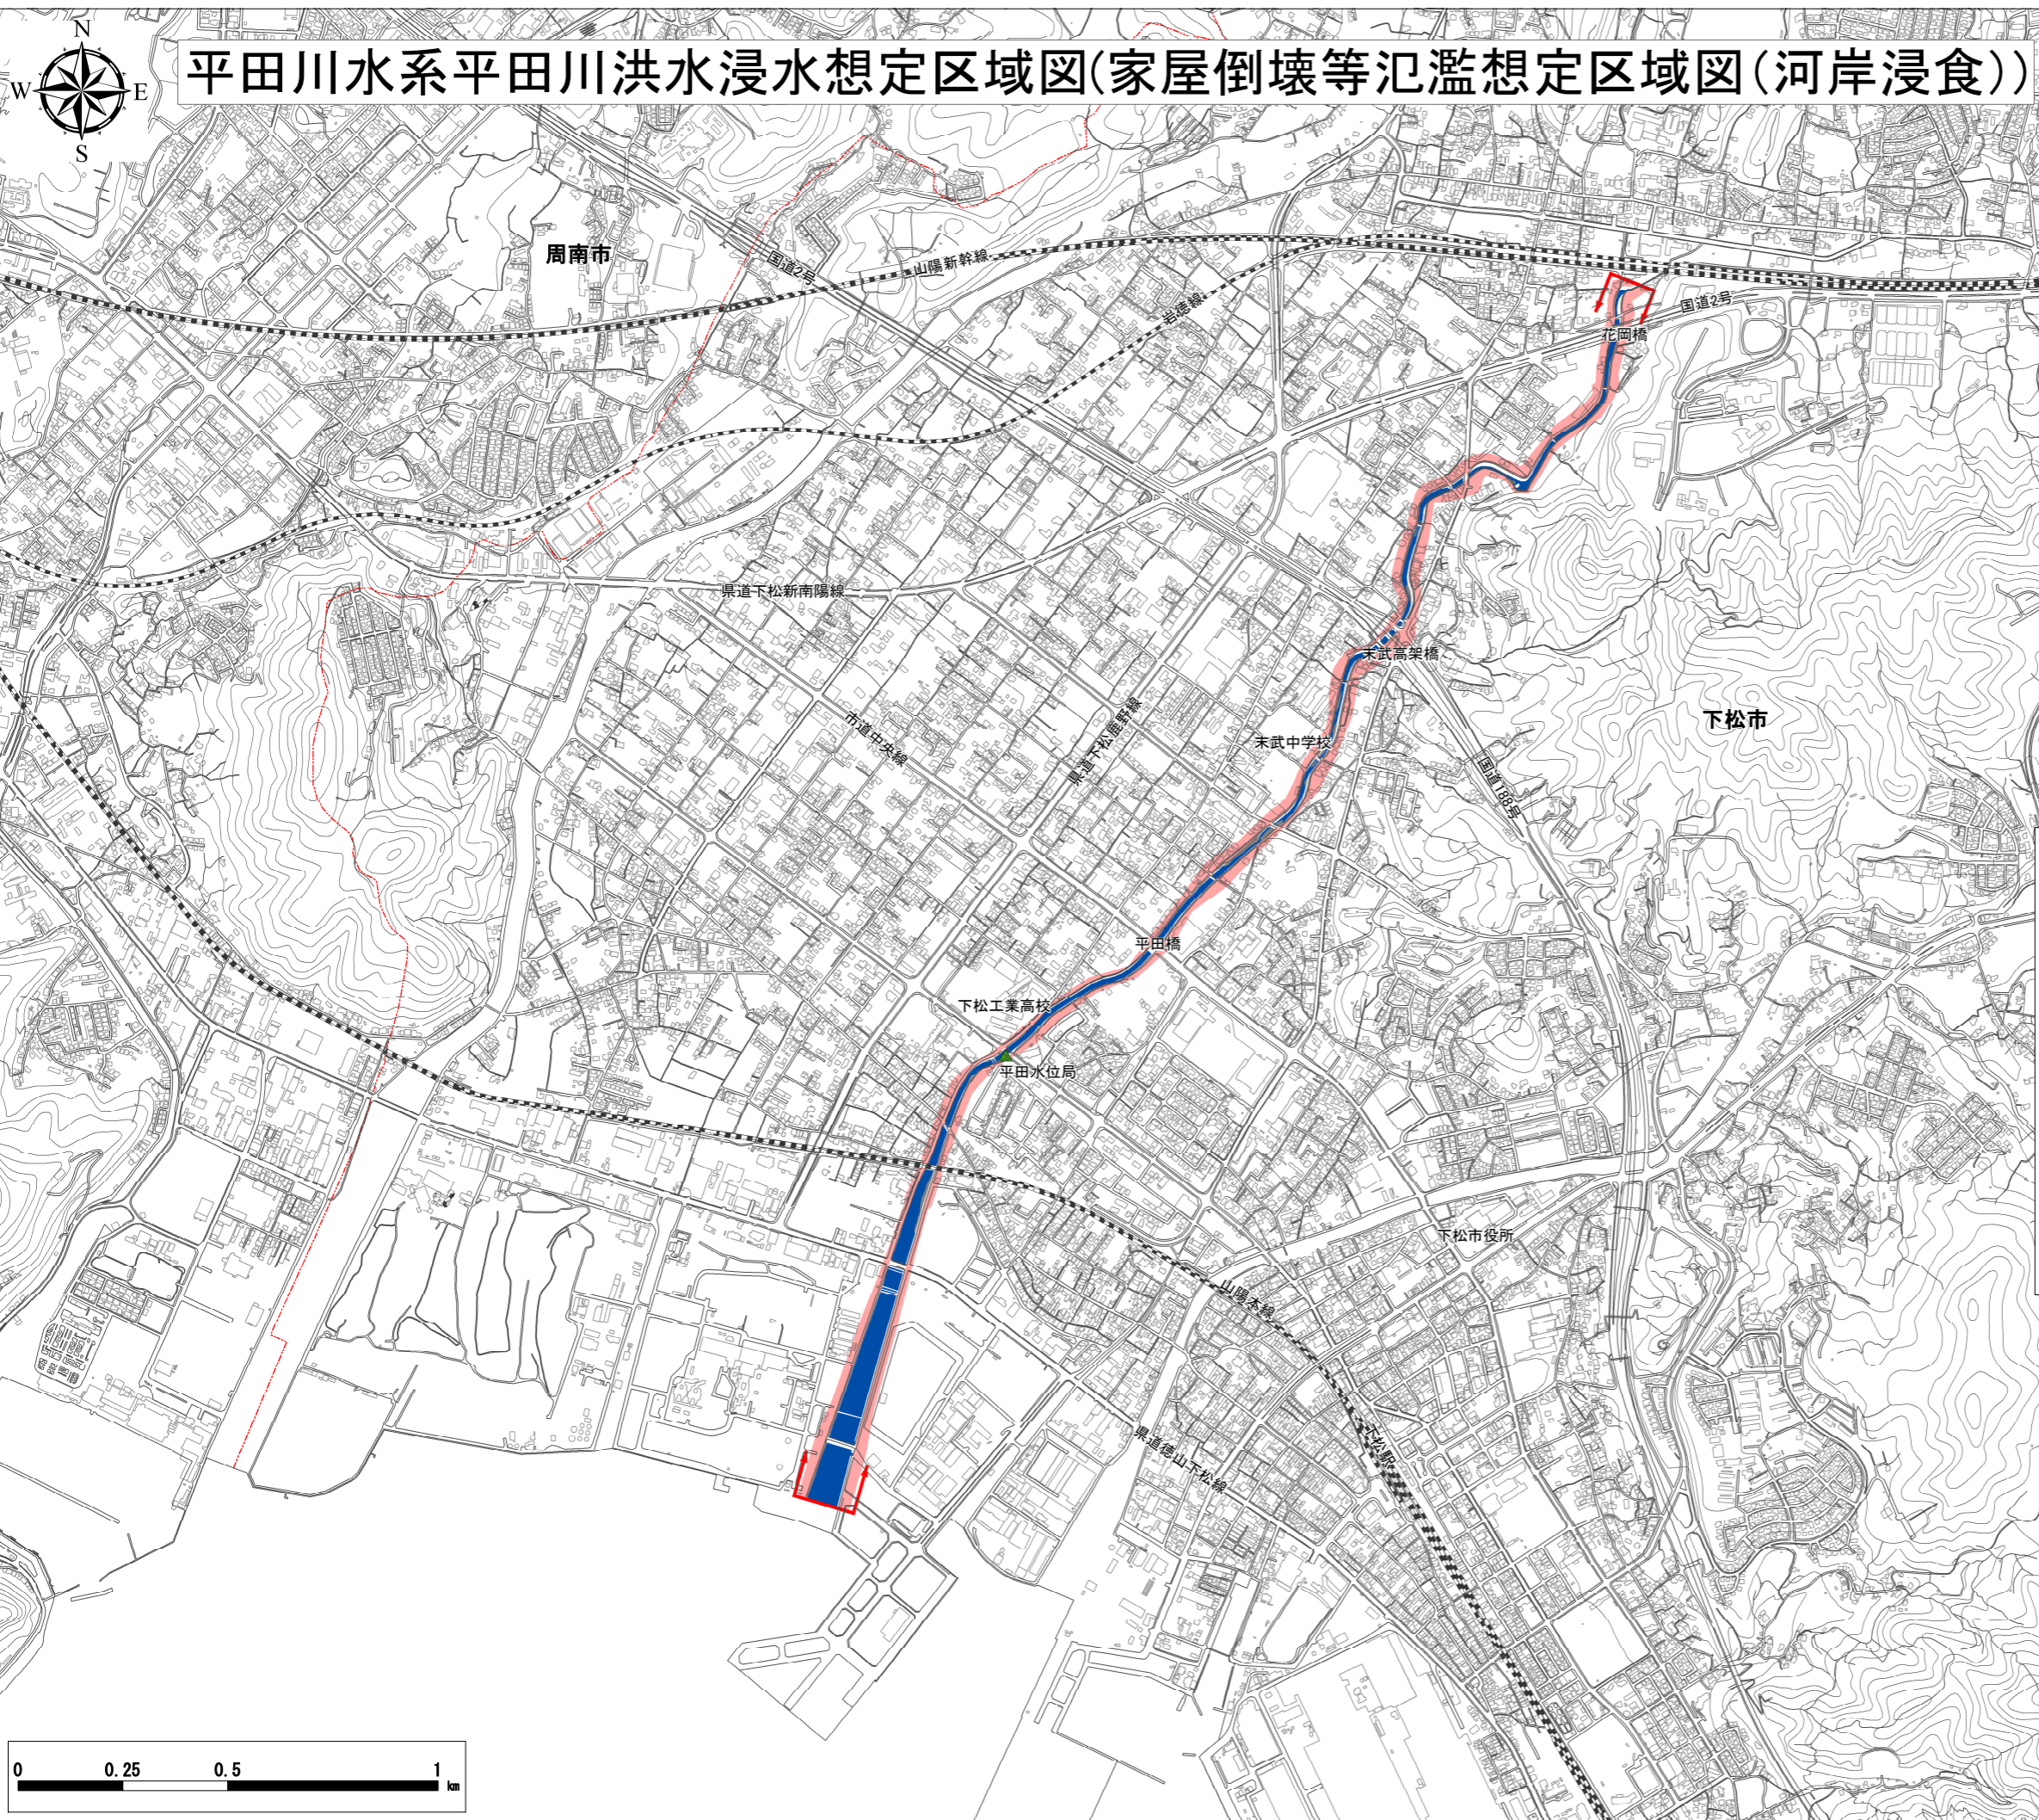 N
W
E
S
平田川水系平田川洪水浸水想定区域図(家屋倒壊等氾濫想定区域図(河岸浸食))
周南市
国道2号
山陽新幹線
岩徳線
国道2号
花岡橋
県道下松新南陽線
末武高架橋
市道中央線
県道下松鹿野線
末武中学校
下松市
国道188号
平田橋
下松工業高校
平田水位局
下松市役所
山陽本線
県道徳山下松線
下松駅
0 0.25 0.5 1
km